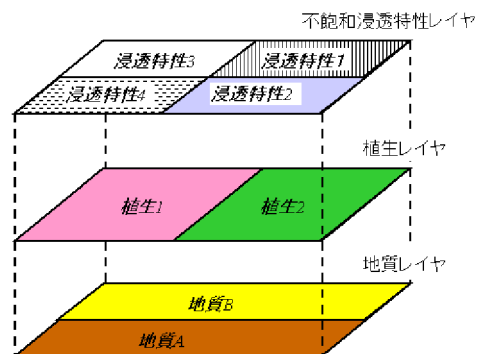 不飽和浸透特性レイヤ
浸透特性3
浸透特性1
浸透特性4
浸透特性2
植生レイヤ
植生1
植生2
地質レイヤ
地質B
地質A